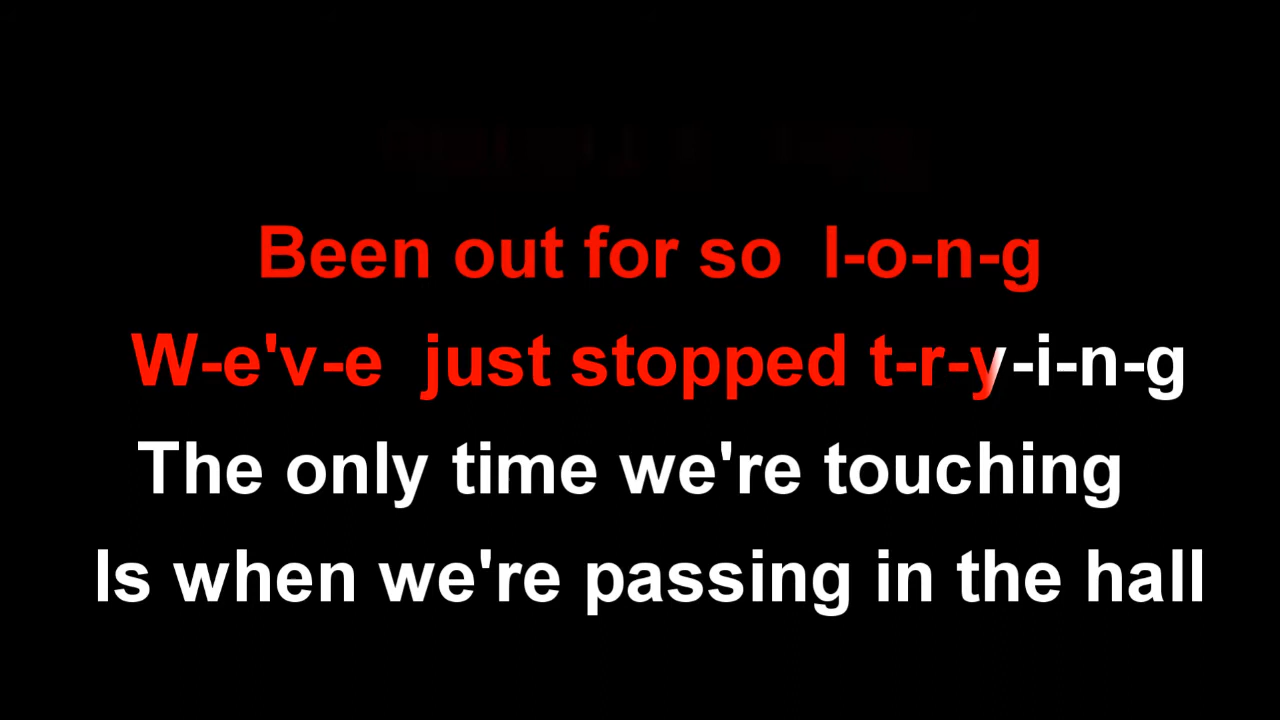 Been out for so l-o-n-g
W-e'v-e just stopped t-r-y-i-n-g
The only time we're touching
Is when we're passing in the hall